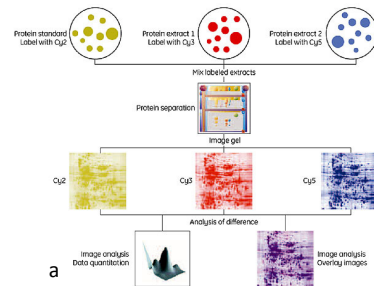 Protein standard
Label with Cy2
Protein extract 1
Label with Cy3
Protein extract 2
Label with Cy5
Mix labeled extracts
Protein separation
Image gel
Cy2
Cy3
Cy5
Analysis of difference
Image analysis
Data quantitation
Image analysis
Overlay images
a